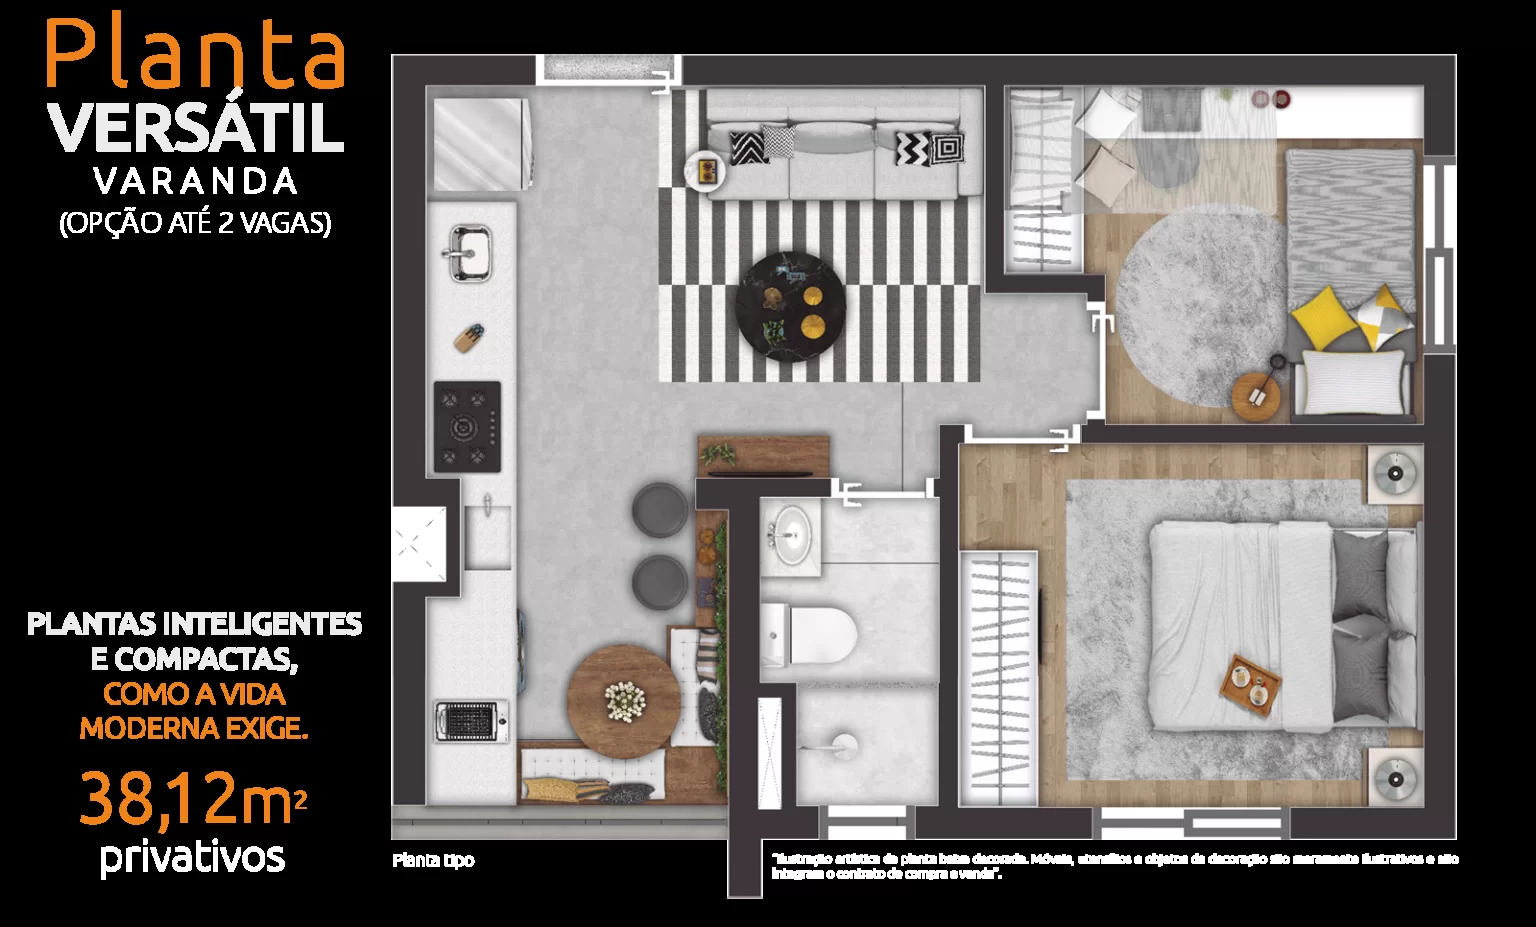 Planta
VERSÁTIL
VARANDA
(OPÇÃO ATÉ 2 VAGAS)
PLANTAS INTELIGENTES
E COMPACTAS,
COMO A VIDA
MODERNA EXIGE.
38,12m²
privativos
Planta tipo
"Ilustração artística da planta baixa decorada. Móveis, utensílios e objetos de decoração são meramente ilustrativos e não
integram o contrato de compra e venda".